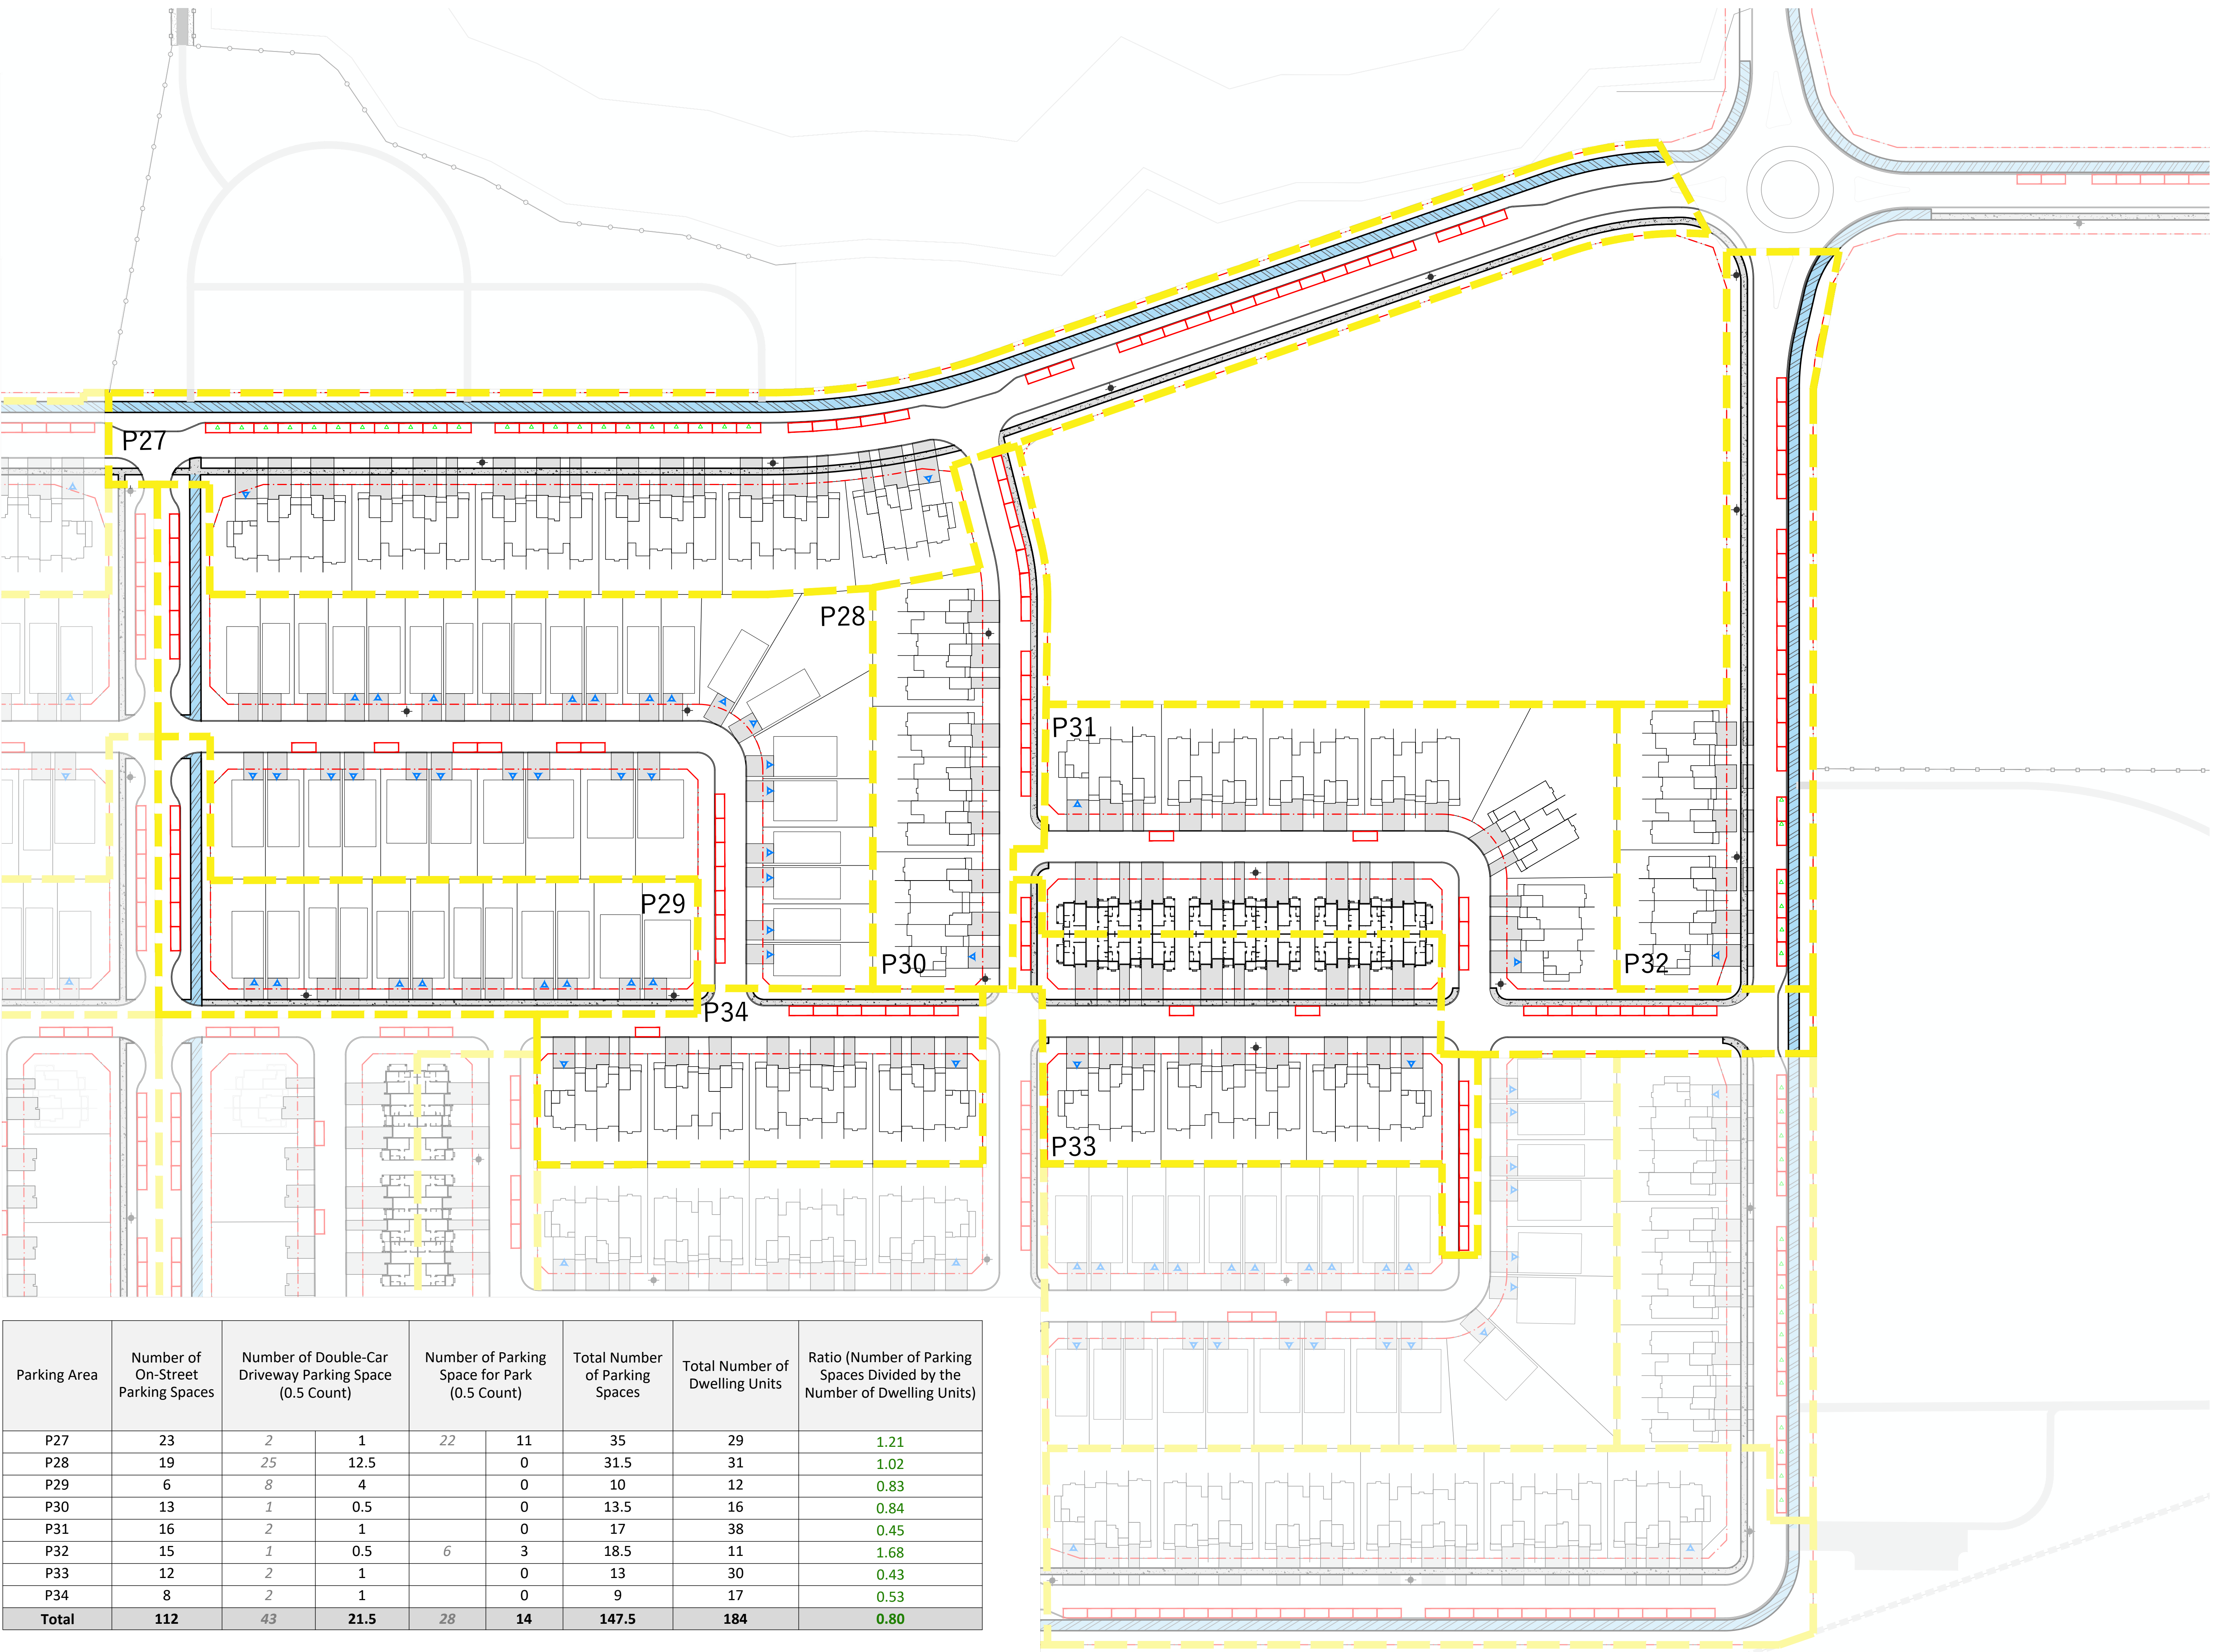 P27
P28
P29
P30
P31
P32
P34
P33
Parking Area
Number of
On-Street
Parking Spaces
Number of Double-Car
Driveway Parking Space
(0.5 Count)
Number of Parking
Space for Park
(0.5 Count)
Total Number
of Parking
Spaces
Total Number of
Dwelling Units
Ratio (Number of Parking
Spaces Divided by the
Number of Dwelling Units)
P27 23 2 1 22 11 35 29 1.21
P28 19 25 12.5 0 31.5 31 1.02
P29 6 8 4 0 10 12 0.83
P30 13 1 0.5 0 13.5 16 0.84
P31 16 2 1 0 17 38 0.45
P32 15 1 0.5 6 3 18.5 11 1.68
P33 12 2 1 0 13 30 0.43
P34 8 2 1 0 9 17 0.53
Total 112 43 21.5 28 14 147.5 184 0.80